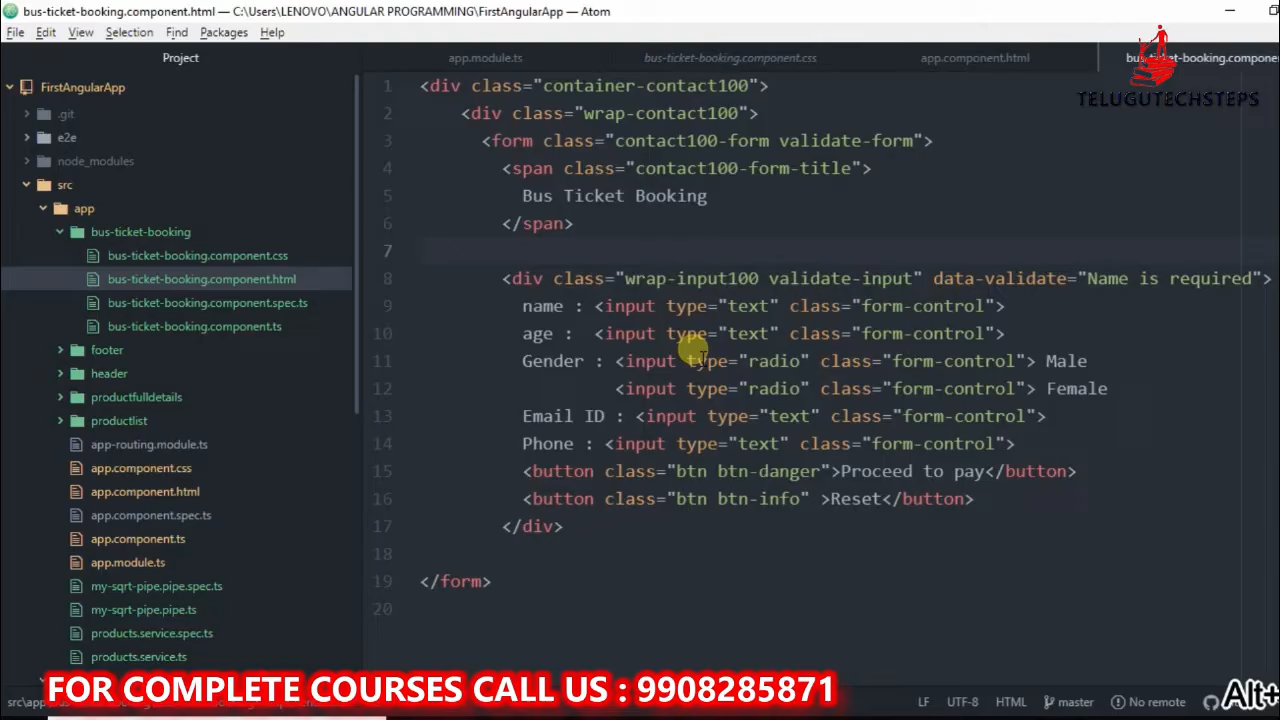 bus-ticket-booking.component.html — C:\Users\LENOVO\ANGULAR PROGRAMMING\FirstAngularApp — Atom
File Edit View Selection Find Packages Help
Project
app.module.ts bus-ticket-booking.component.css app.component.html bus-ticket-booking.compone
TELUGUTECHSTEPS
FirstAngularApp
.git
e2e
node_modules
src
app
bus-ticket-booking
bus-ticket-booking.component.css
bus-ticket-booking.component.html
bus-ticket-booking.component.spec.ts
bus-ticket-booking.component.ts
footer
header
productfulldetails
productlist
app-routing.module.ts
app.component.css
app.component.html
app.component.spec.ts
app.component.ts
app.module.ts
my-sqrt-pipe.pipe.spec.ts
my-sqrt-pipe.pipe.ts
products.service.spec.ts
products.service.ts
1 <div class="container-contact100">
2 <div class="wrap-contact100">
3 <form class="contact100-form validate-form">
4 <span class="contact100-form-title">
5 Bus Ticket Booking
6 </span>
7
8 <div class="wrap-input100 validate-input" data-validate="Name is required">
9 name : <input type="text" class="form-control">
10 age :  <input type="text" class="form-control">
11 Gender : <input type="radio" class="form-control"> Male
12 <input type="radio" class="form-control"> Female
13 Email ID : <input type="text" class="form-control">
14 Phone : <input type="text" class="form-control">
15 <button class="btn btn-danger">Proceed to pay</button>
16 <button class="btn btn-info" >Reset</button>
17 </div>
18
19 </form>
20
FOR COMPLETE COURSES CALL US : 9908285871
src\app LF UTF-8 HTML master No remote Alt+